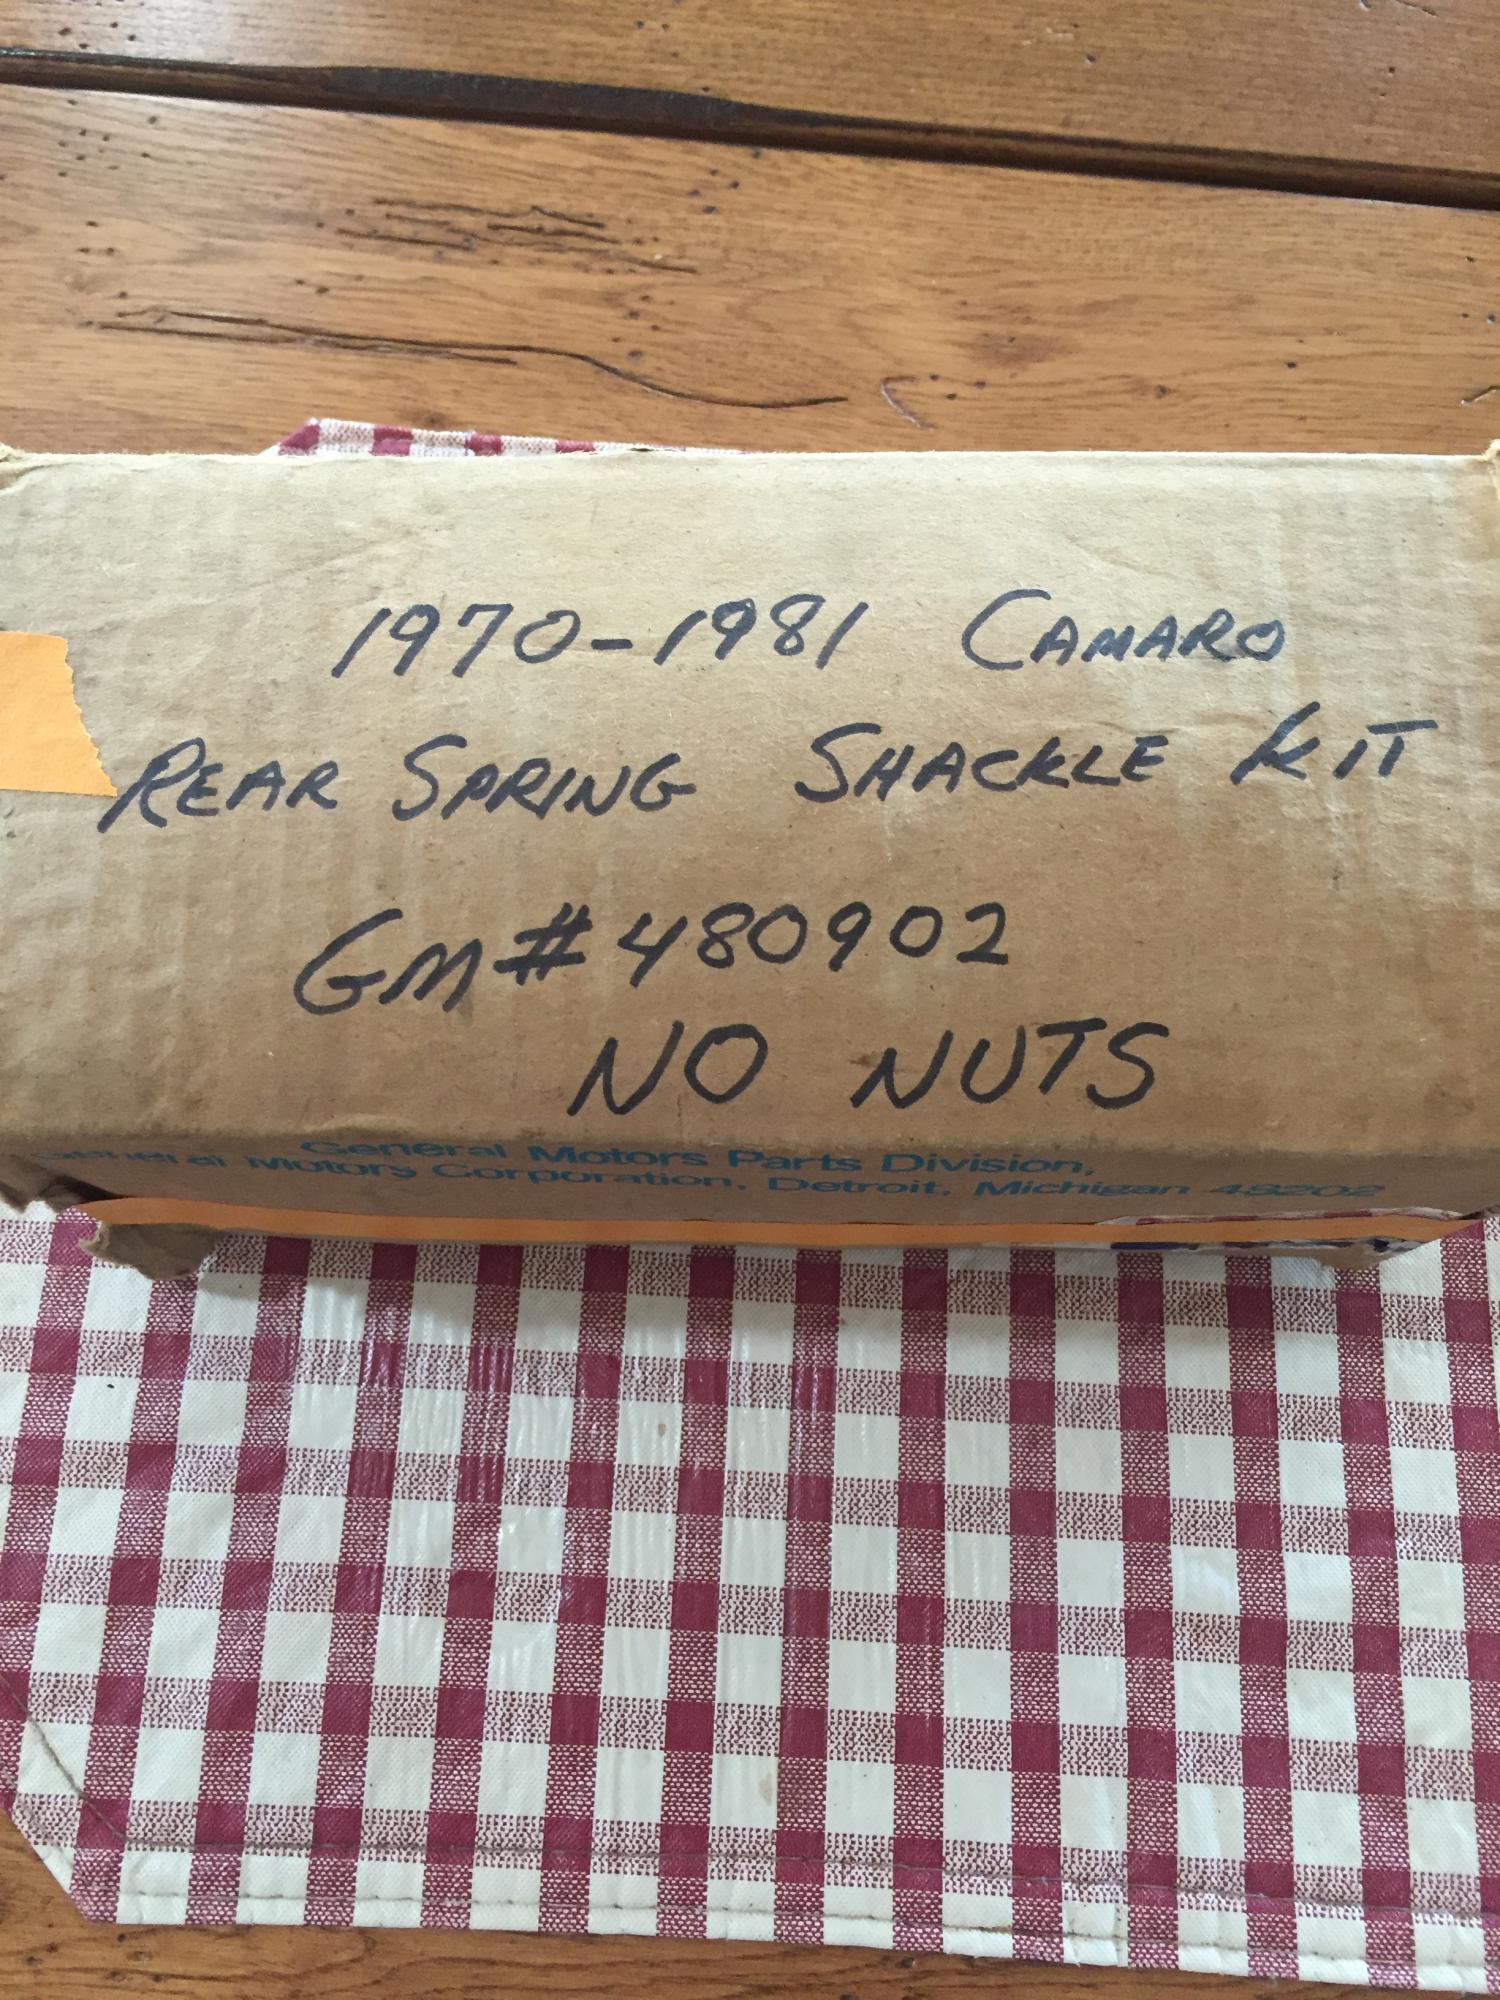 1970-1981 CAMARO
REAR SPRING SHACKLE KIT
GM#480902
NO NUTS
General Motors Parts Division,
General Motors Corporation, Detroit, Michigan 48202